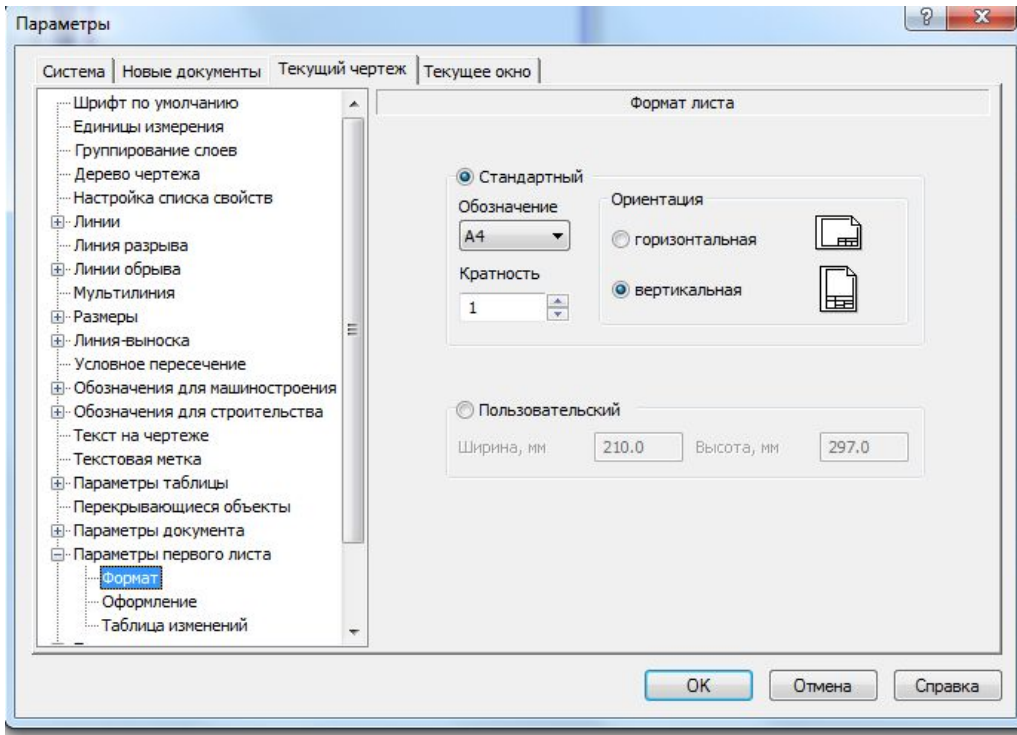 Параметры
Система
Новые документы
Текущий чертеж
Текущее окно
Шрифт по умолчанию
Единицы измерения
Группирование слоев
Дерево чертежа
Настройка списка свойств
Линии
Линия разрыва
Линии обрыва
Мультилиния
Размеры
Линия-выноска
Условное пересечение
Обозначения для машиностроения
Обозначения для строительства
Текст на чертеже
Текстовая метка
Параметры таблицы
Перекрывающиеся объекты
Параметры документа
Параметры первого листа
Формат
Оформление
Таблица изменений
Формат листа
Стандартный
Обозначение
A4
Кратность
1
Ориентация
горизонтальная
вертикальная
Пользовательский
Ширина, мм 210.0 Высота, мм 297.0
OK Отмена Справка